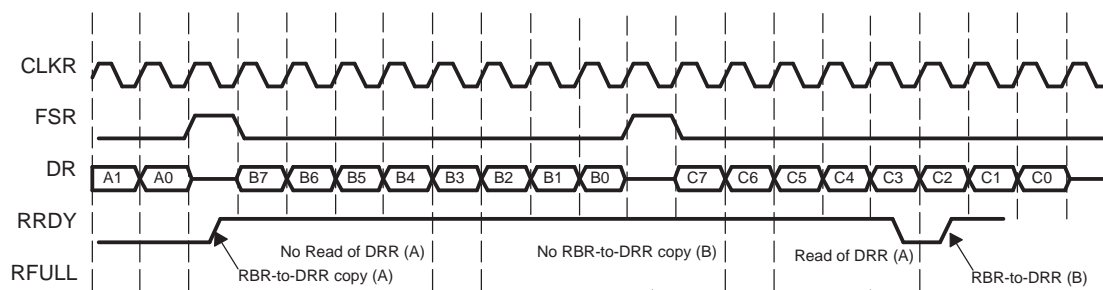 CLKR
FSR
DR
A1 A0 B7 B6 B5 B4 B3 B2 B1 B0 C7 C6 C5 C4 C3 C2 C1 C0
RRDY
No Read of DRR (A)
No RBR-to-DRR copy (B)
Read of DRR (A)
RBR-to-DRR copy (A)
RBR-to-DRR (B)
RFULL